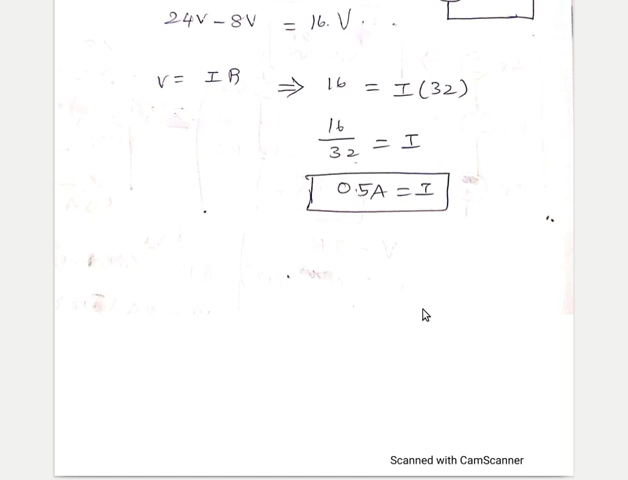 24V - 8V = 16. V . .
V = IR ⇒ 16 = I(32)
16/32 = I
0.5A = I
Scanned with CamScanner